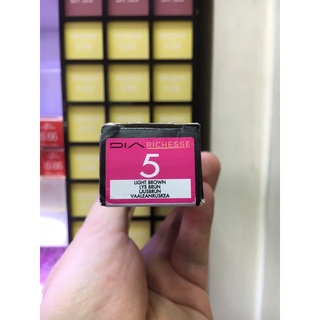 DIA RICHESSE
5
LIGHT BROWN
LYS BRUN
LJUSBRUN
VAALEANRUSKEA